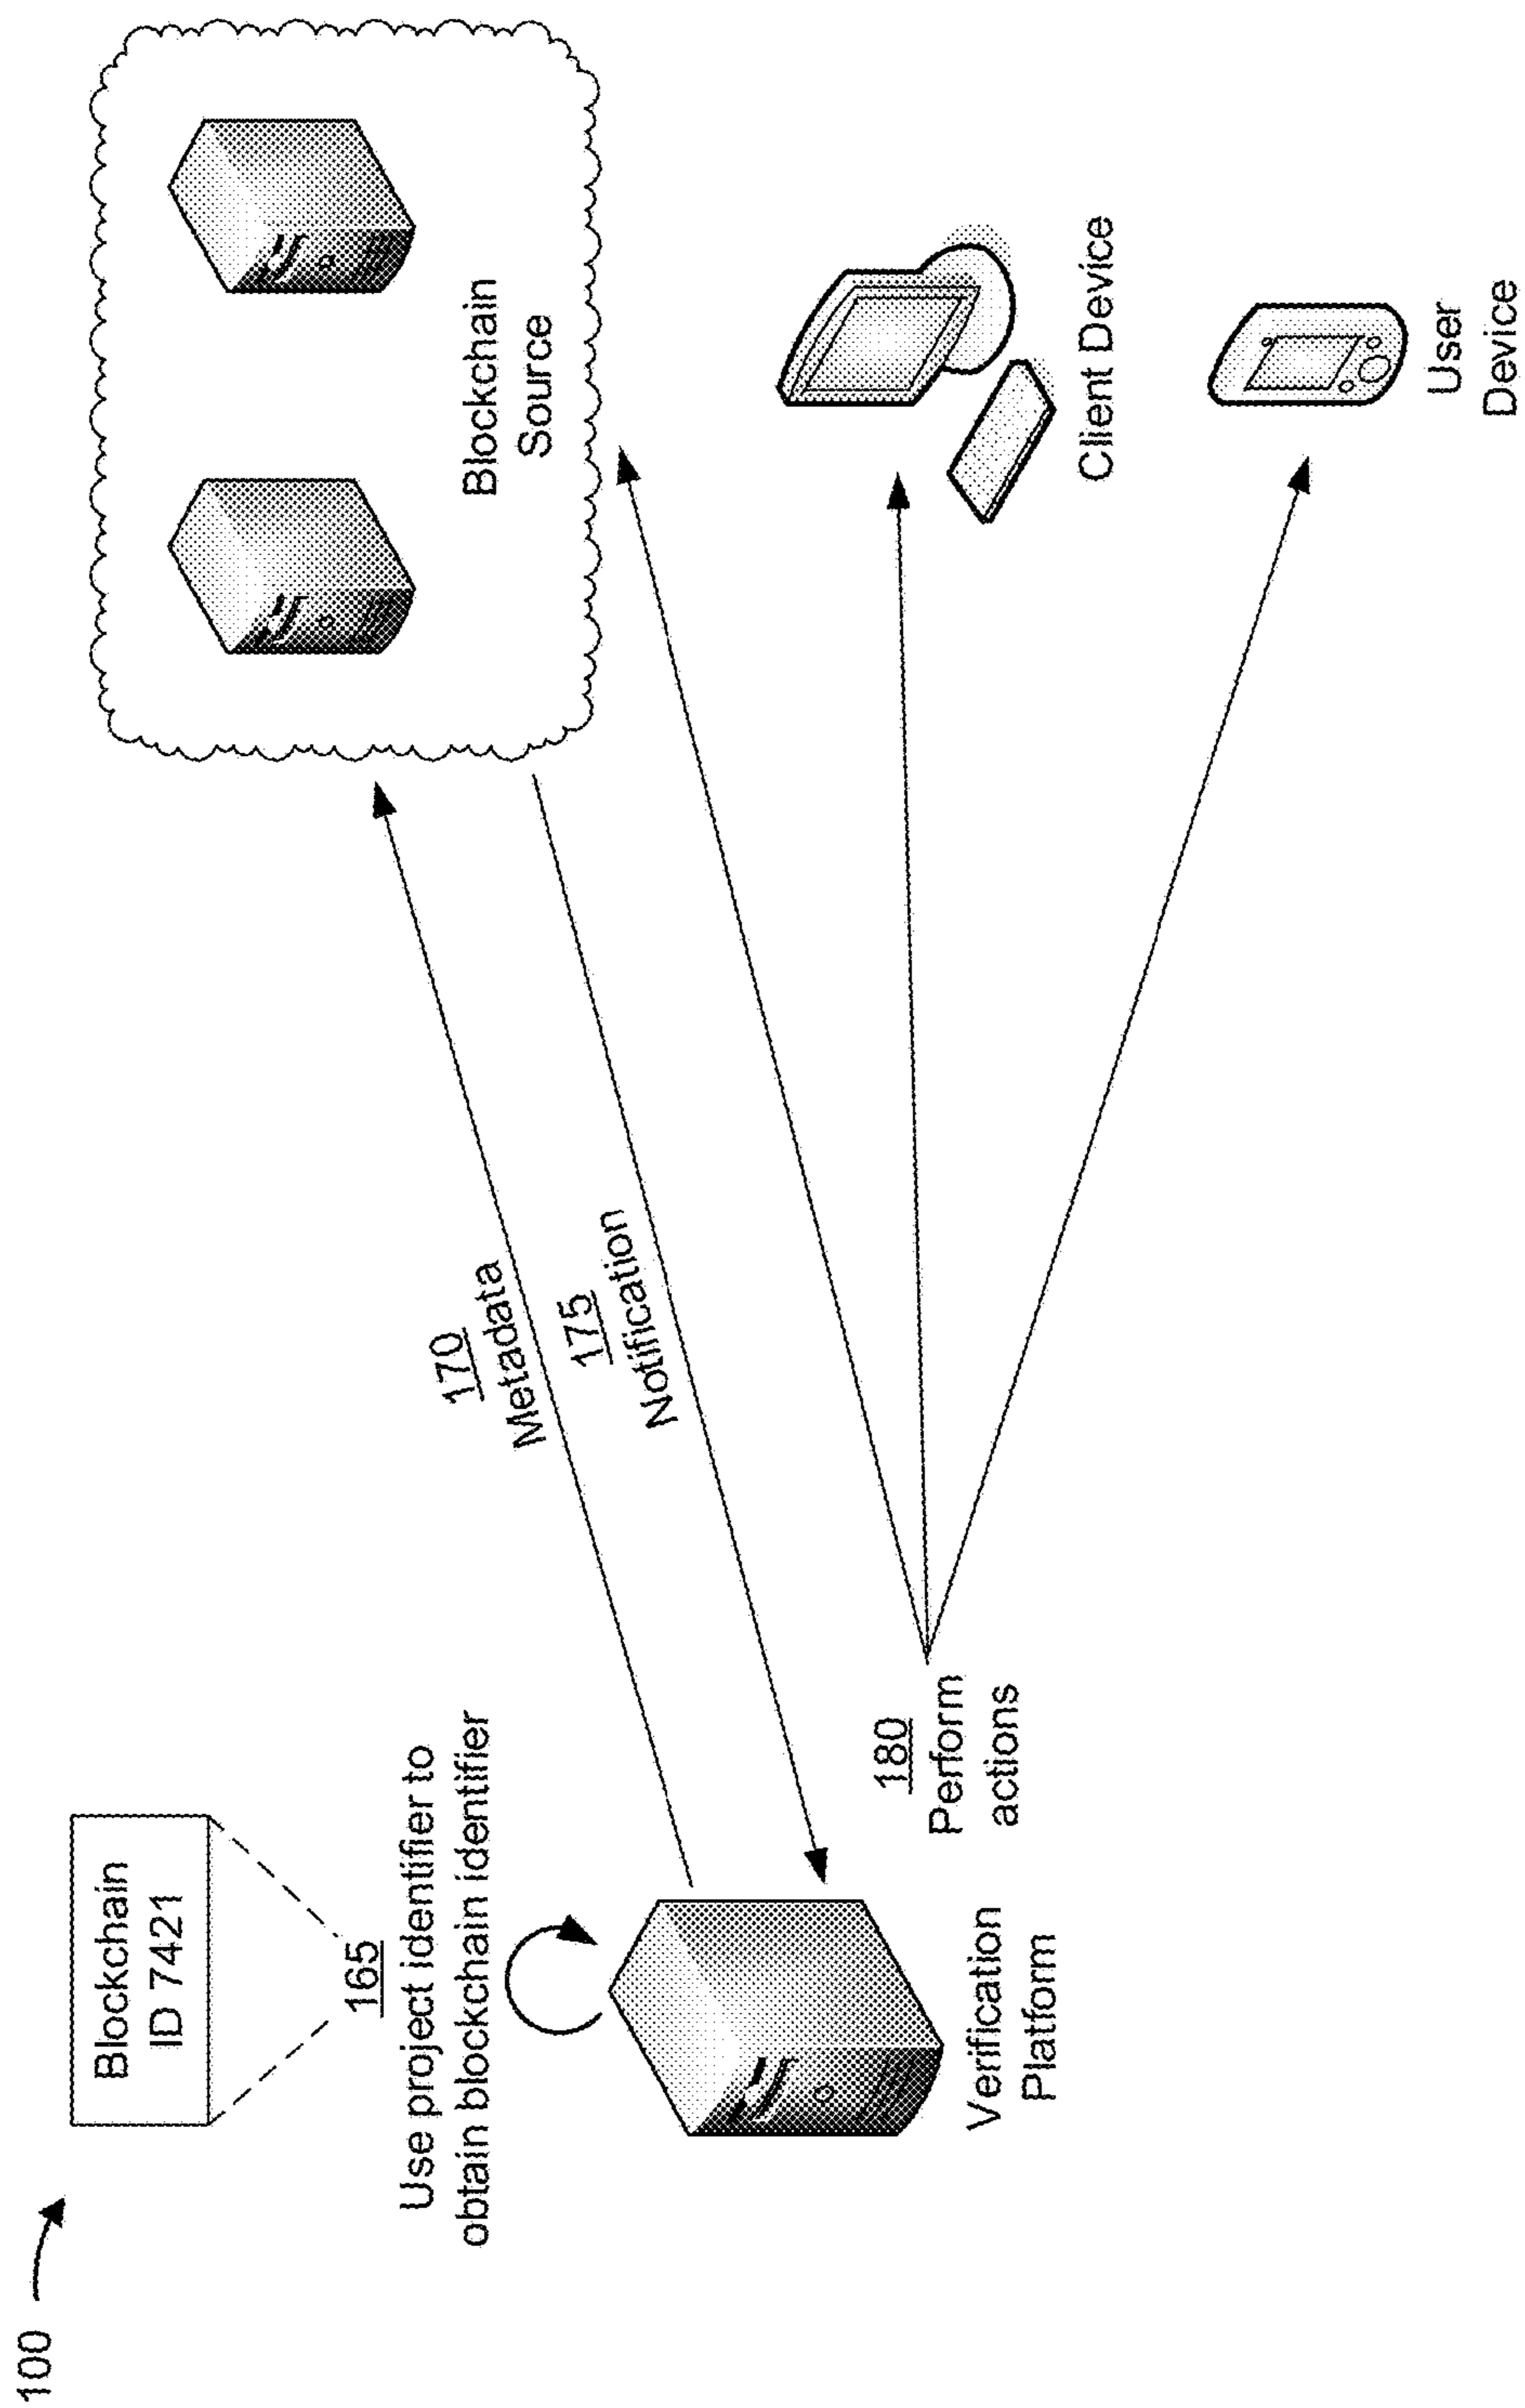 100
Blockchain
ID 7421
165
Use project identifier to
obtain blockchain identifier
Verification
Platform
170
Metadata
175
Notification
180
Perform
actions
Blockchain
Source
Client Device
User
Device